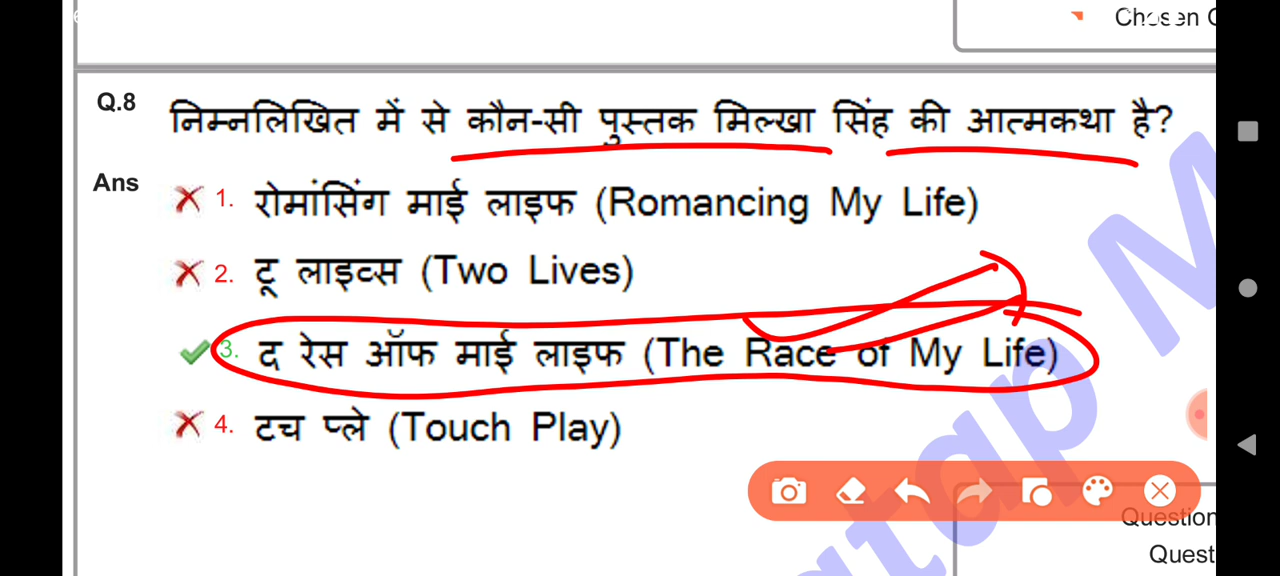 Chosen
Q.8 निम्नलिखित में से कौन-सी पुस्तक मिल्खा सिंह की आत्मकथा है?
Ans 1. रोमांसिंग माई लाइफ (Romancing My Life)
2. टू लाइव्स (Two Lives)
3. द रेस ऑफ माई लाइफ (The Race of My Life)
4. टच प्ले (Touch Play)
Question
Quest